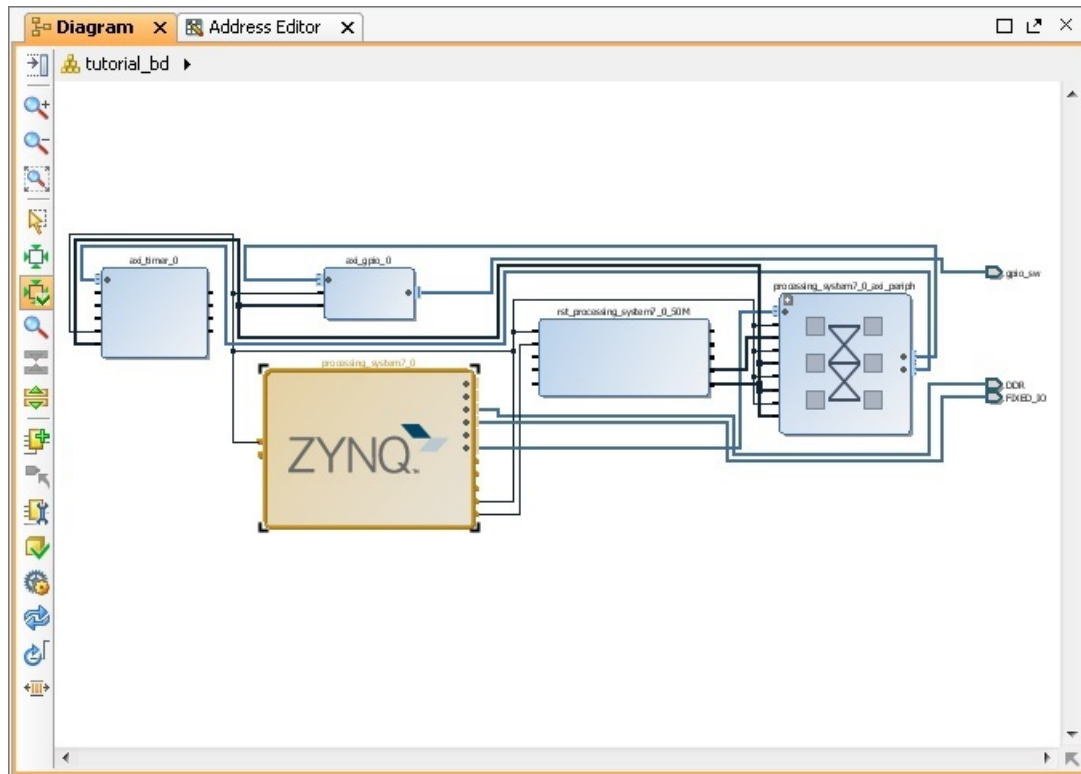 Diagram
Address Editor
tutorial_bd
axi_timer_0
axi_gpio_0
gpio_sw
processing_system7_0_axi_periph
rst_processing_system7_0_50M
processing_system7_0
DDR
FIXED_IO
ZYNQ